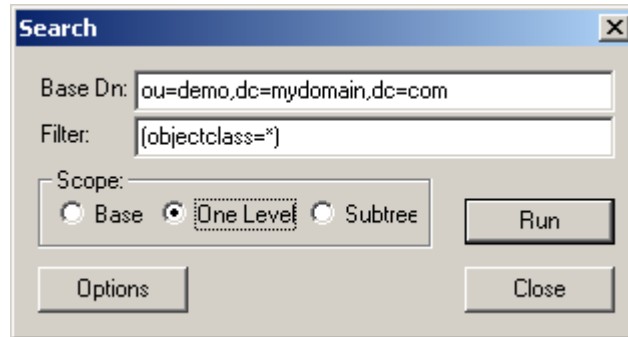 Search
Base Dn: ou=demo,dc=mydomain,dc=com
Filter: (objectclass=*)
Scope:
Base One Level Subtree
Run
Options
Close